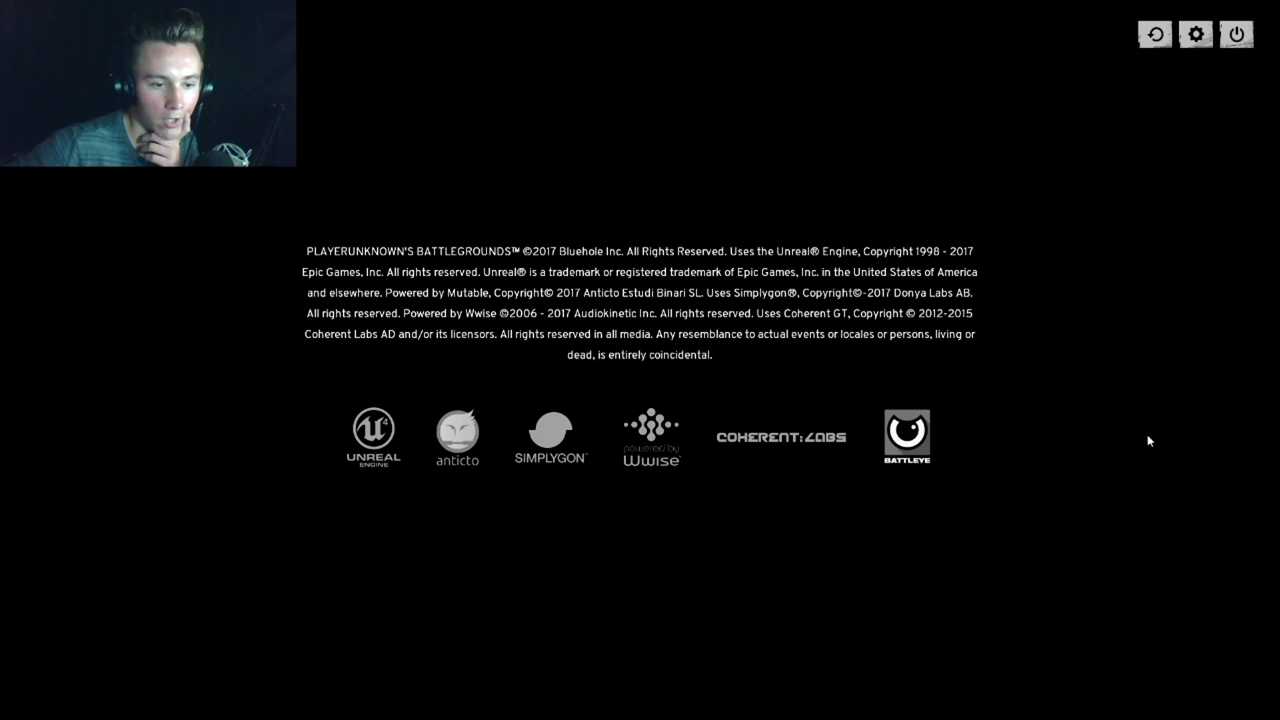 PLAYERUNKNOWN'S BATTLEGROUNDS™ ©2017 Bluehole Inc. All Rights Reserved. Uses the Unreal® Engine, Copyright 1998 - 2017
Epic Games, Inc. All rights reserved. Unreal® is a trademark or registered trademark of Epic Games, Inc. in the United States of America
and elsewhere. Powered by Mutable, Copyright© 2017 Anticto Estudi Binari SL. Uses Simplygon®, Copyright©-2017 Donya Labs AB.
All rights reserved. Powered by Wwise ©2006 - 2017 Audiokinetic Inc. All rights reserved. Uses Coherent GT, Copyright © 2012-2015
Coherent Labs AD and/or its licensors. All rights reserved in all media. Any resemblance to actual events or locales or persons, living or
dead, is entirely coincidental.
4
UNREAL
ENGINE
anticto
SIMPLYGON™
powered by
Wwise™
COHERENT:LABS
BATTLEYE